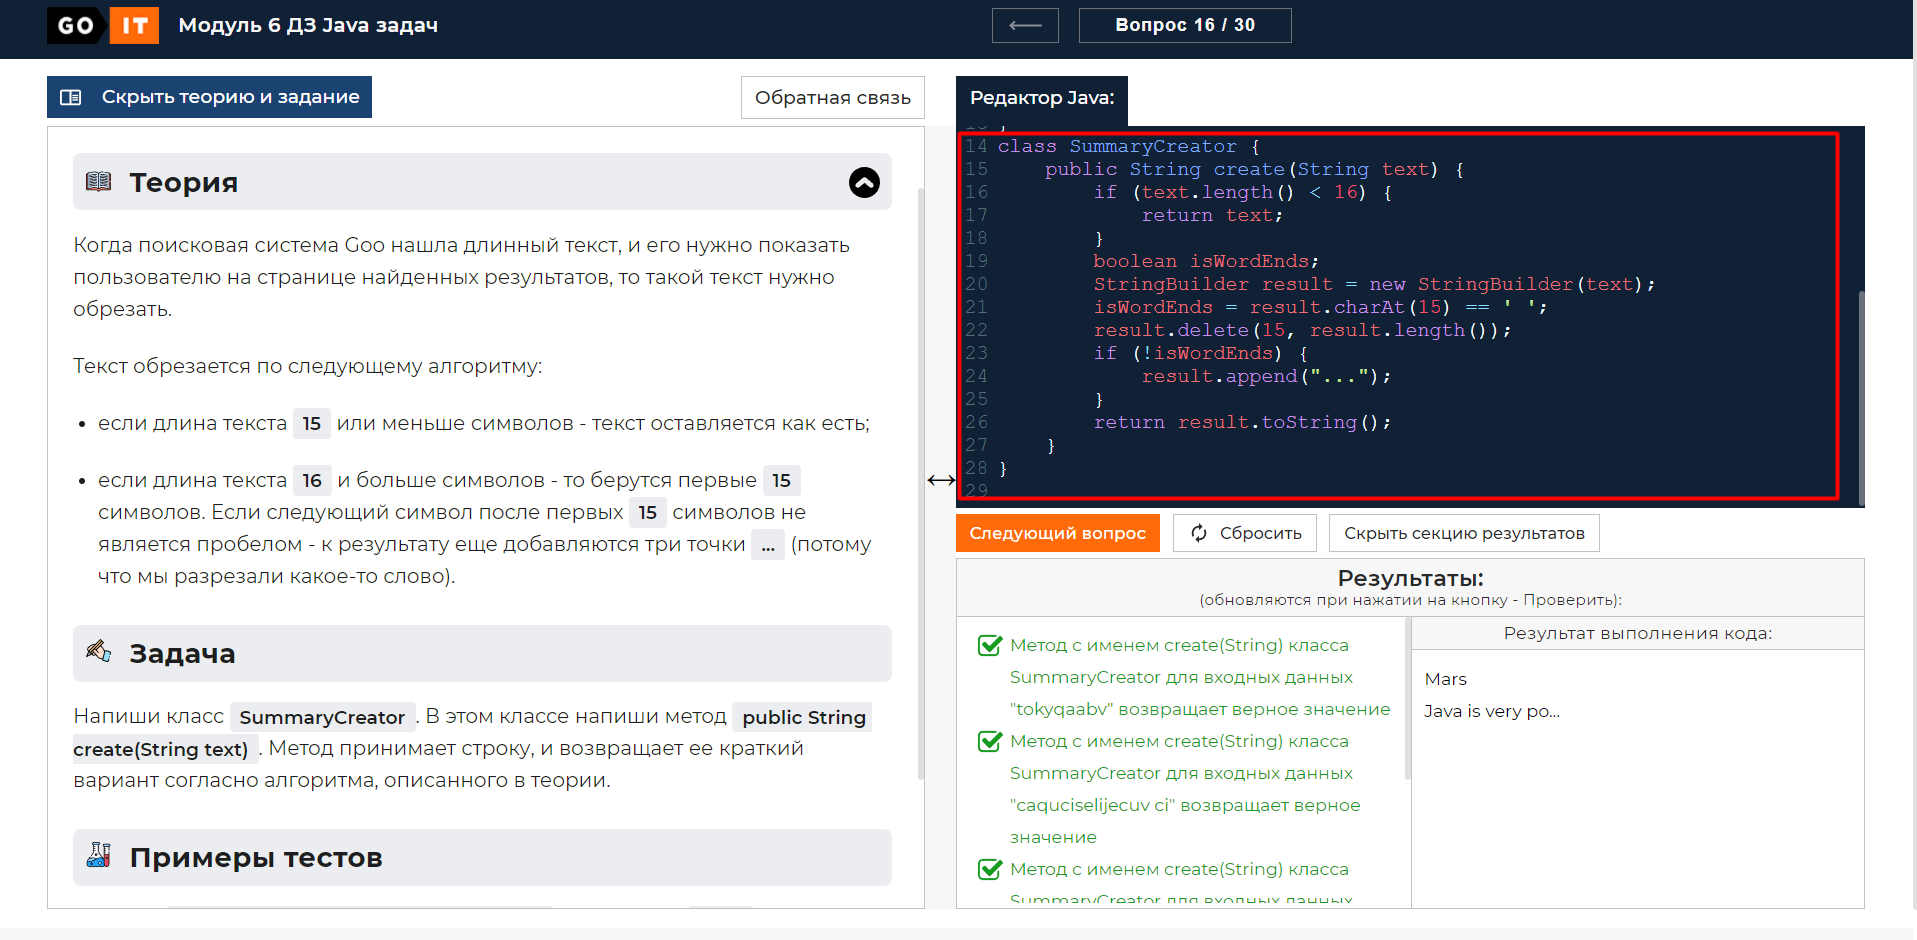 GO IT Модуль 6 ДЗ Java задач
Вопрос 16 / 30
Скрыть теорию и задание
Обратная связь
Теория
Когда поисковая система Goo нашла длинный текст, и его нужно показать
пользователю на странице найденных результатов, то такой текст нужно
обрезать.
Текст обрезается по следующему алгоритму:
• если длина текста 15 или меньше символов - текст оставляется как есть;
• если длина текста 16 и больше символов - то берутся первые 15
символов. Если следующий символ после первых 15 символов не
является пробелом - к результату еще добавляются три точки ... (потому
что мы разрезали какое-то слово).
Задача
Напиши класс SummaryCreator . В этом классе напиши метод public String
create(String text) . Метод принимает строку, и возвращает ее краткий
вариант согласно алгоритма, описанного в теории.
Примеры тестов
Редактор Java:
13 }
14 class SummaryCreator {
15 public String create(String text) {
16 if (text.length() < 16) {
17 return text;
18 }
19 boolean isWordEnds;
20 StringBuilder result = new StringBuilder(text);
21 isWordEnds = result.charAt(15) == ' ';
22 result.delete(15, result.length());
23 if (!isWordEnds) {
24 result.append("...");
25 }
26 return result.toString();
27 }
28 }
29
Следующий вопрос
Сбросить
Скрыть секцию результатов
Результаты:
(обновляются при нажатии на кнопку - Проверить):
Метод с именем create(String) класса
SummaryCreator для входных данных
"tokyqaabv" возвращает верное значение
Метод с именем create(String) класса
SummaryCreator для входных данных
"caquciselijecuv ci" возвращает верное
значение
Метод с именем create(String) класса
SummaryCreator для входных данных
Результат выполнения кода:
Mars
Java is very po...